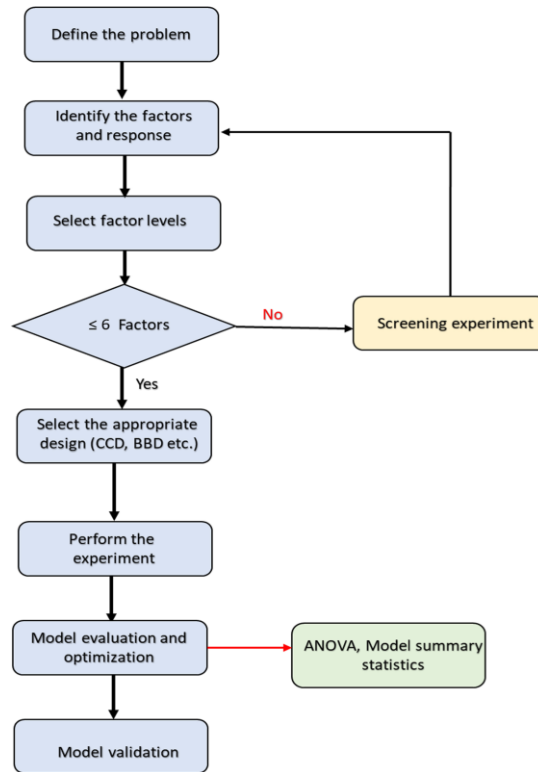 Define the problem
Identify the factors
and response
Select factor levels
≤ 6 Factors
No
Screening experiment
Yes
Select the appropriate
design (CCD, BBD etc.)
Perform the
experiment
Model evaluation and
optimization
ANOVA, Model summary
statistics
Model validation